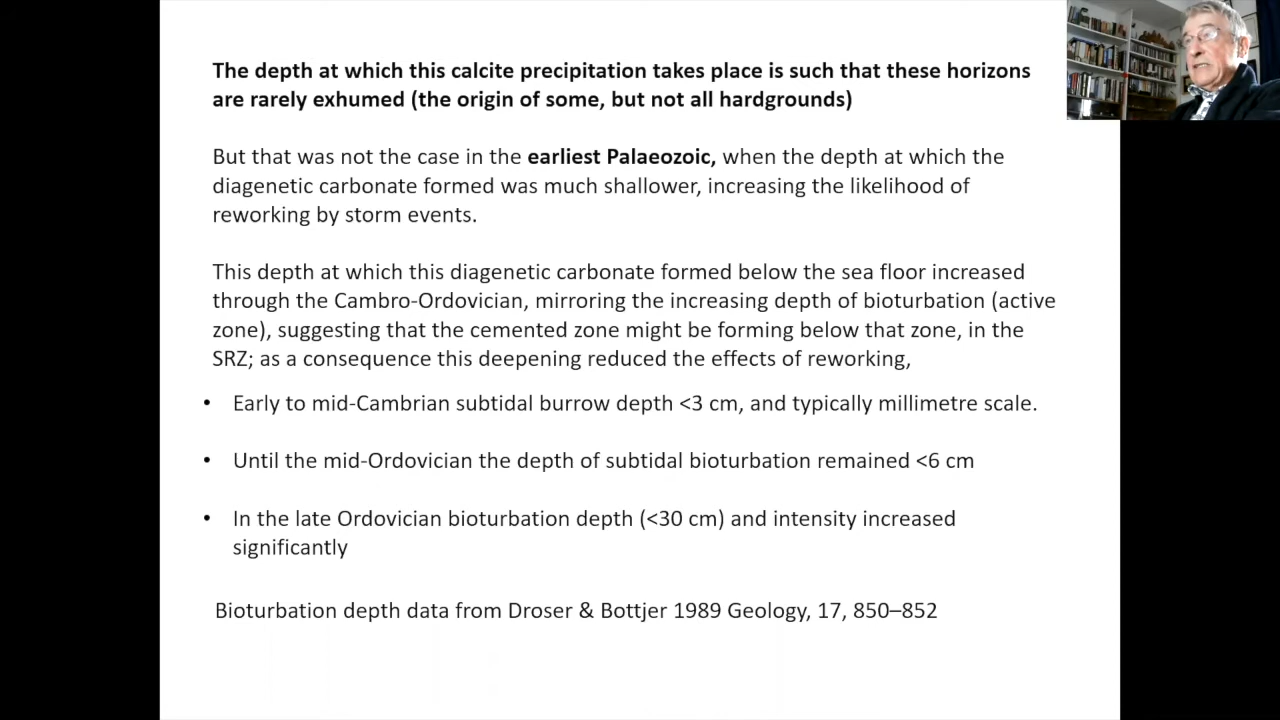 The depth at which this calcite precipitation takes place is such that these horizons
are rarely exhumed (the origin of some, but not all hardgrounds)
But that was not the case in the earliest Palaeozoic, when the depth at which the
diagenetic carbonate formed was much shallower, increasing the likelihood of
reworking by storm events.
This depth at which this diagenetic carbonate formed below the sea floor increased
through the Cambro-Ordovician, mirroring the increasing depth of bioturbation (active
zone), suggesting that the cemented zone might be forming below that zone, in the
SRZ; as a consequence this deepening reduced the effects of reworking,
• Early to mid-Cambrian subtidal burrow depth <3 cm, and typically millimetre scale.
• Until the mid-Ordovician the depth of subtidal bioturbation remained <6 cm
• In the late Ordovician bioturbation depth (<30 cm) and intensity increased
significantly
Bioturbation depth data from Droser & Bottjer 1989 Geology, 17, 850–852